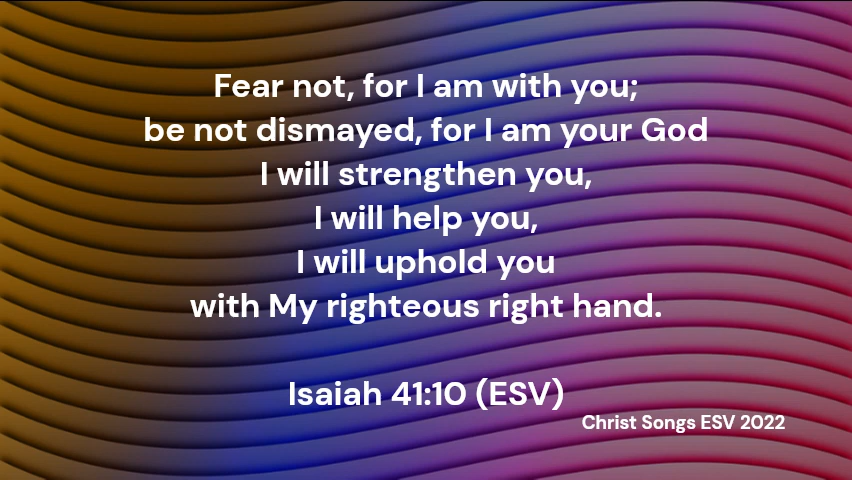 Fear not, for I am with you;
be not dismayed, for I am your God
I will strengthen you,
I will help you,
I will uphold you
with My righteous right hand.
Isaiah 41:10 (ESV)
Christ Songs ESV 2022